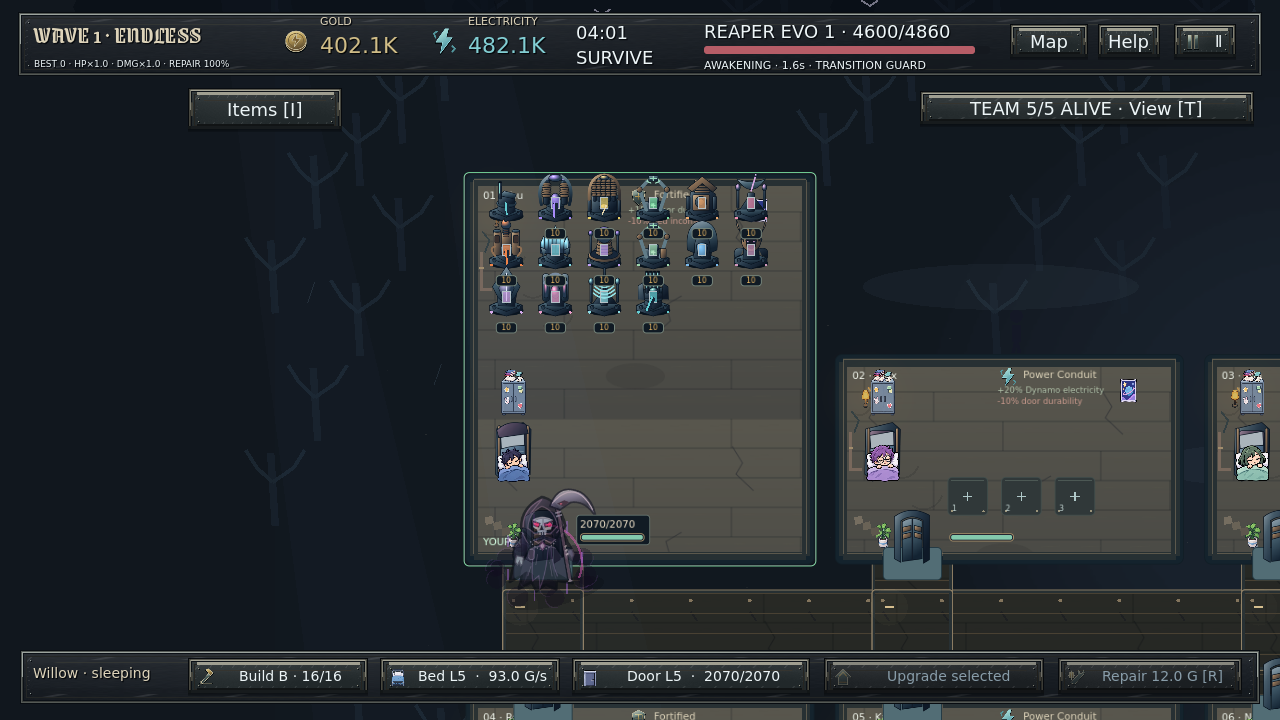 WAVE 1 · ENDLESS
BEST 0 · HP×1.0 · DMG×1.0 · REPAIR 100%
GOLD
402.1K
ELECTRICITY
482.1K
04:01
SURVIVE
REAPER EVO 1 · 4600/4860
AWAKENING · 1.6s · TRANSITION GUARD
Map
Help
II
Items [I]
TEAM 5/5 ALIVE · View [T]
01
10 10 10 10 10
10 10 10 10 10 10
10 10 10 10
2070/2070
02 ·
Power Conduit
+20% Dynamo electricity
-10% door durability
+ + +
1 2 3
03 ·
Willow · sleeping
Build B · 16/16
Bed L5 · 93.0 G/s
Door L5 · 2070/2070
Upgrade selected
Repair 12.0 G [R]
04 ·
Fortified
05 ·
Power Conduit
06 ·